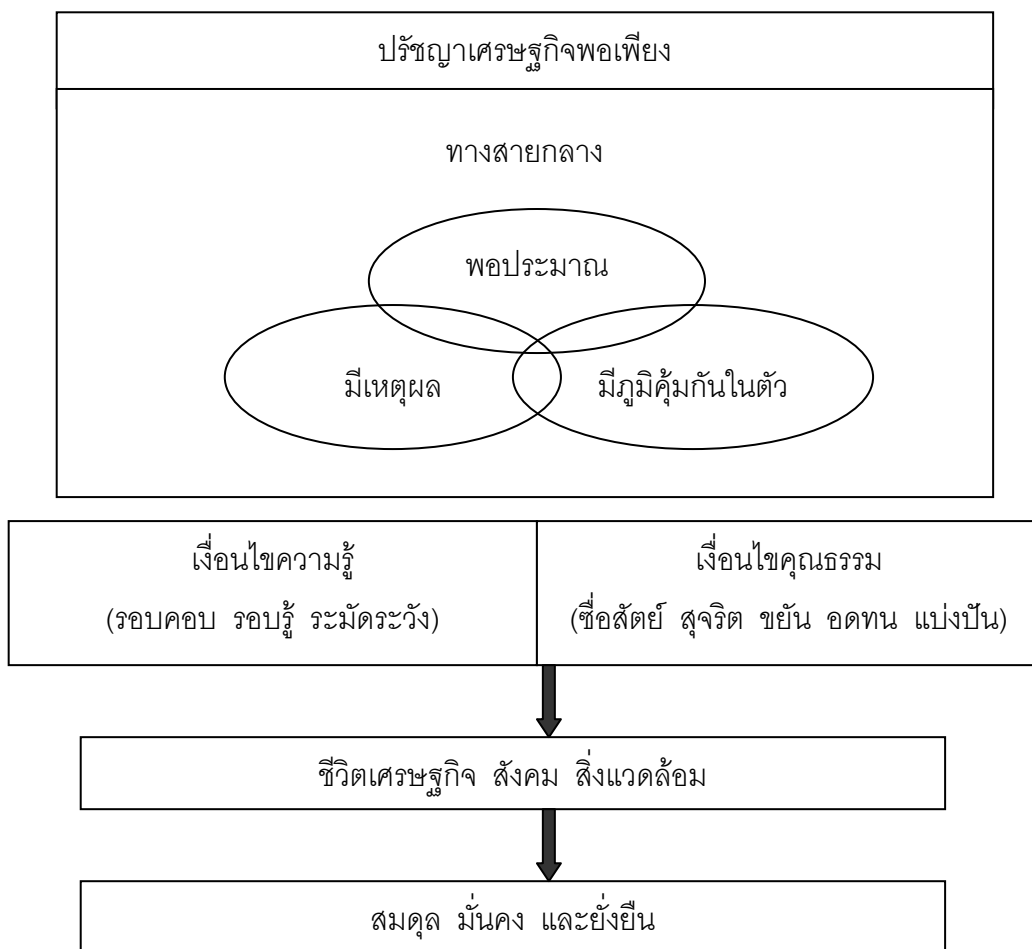 ปรัชญาเศรษฐกิจพอเพียง
ทางสายกลาง
พอประมาณ
มีเหตุผล
มีภูมิคุ้มกันในตัว
เงื่อนไขความรู้
(รอบคอบ รอบรู้ ระมัดระวัง)
เงื่อนไขคุณธรรม
(ซื่อสัตย์ สุจริต ขยัน อดทน แบ่งปัน)
ชีวิตเศรษฐกิจ สังคม สิ่งแวดล้อม
สมดุล มั่นคง และยั่งยืน